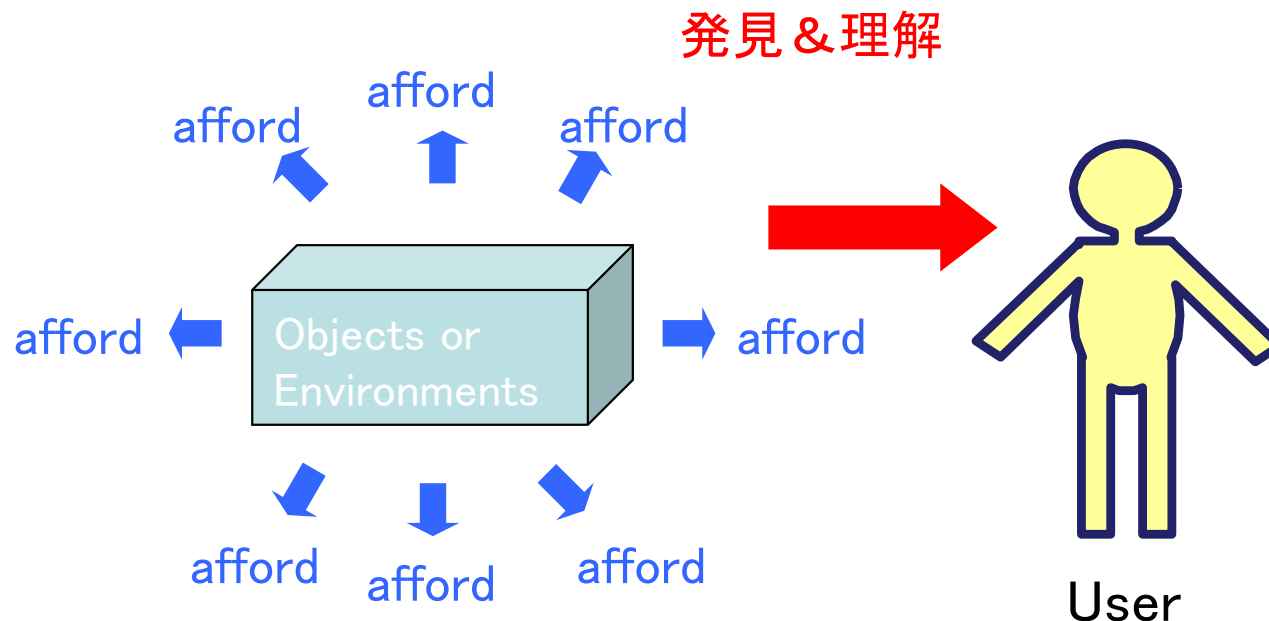 発見&理解
afford
afford
afford
afford
Objects or
Environments
afford
afford
afford
afford
User